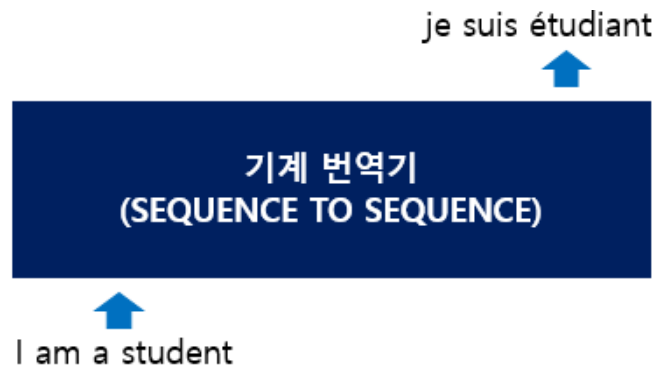 je suis étudiant
기계 번역기
(SEQUENCE TO SEQUENCE)
I am a student